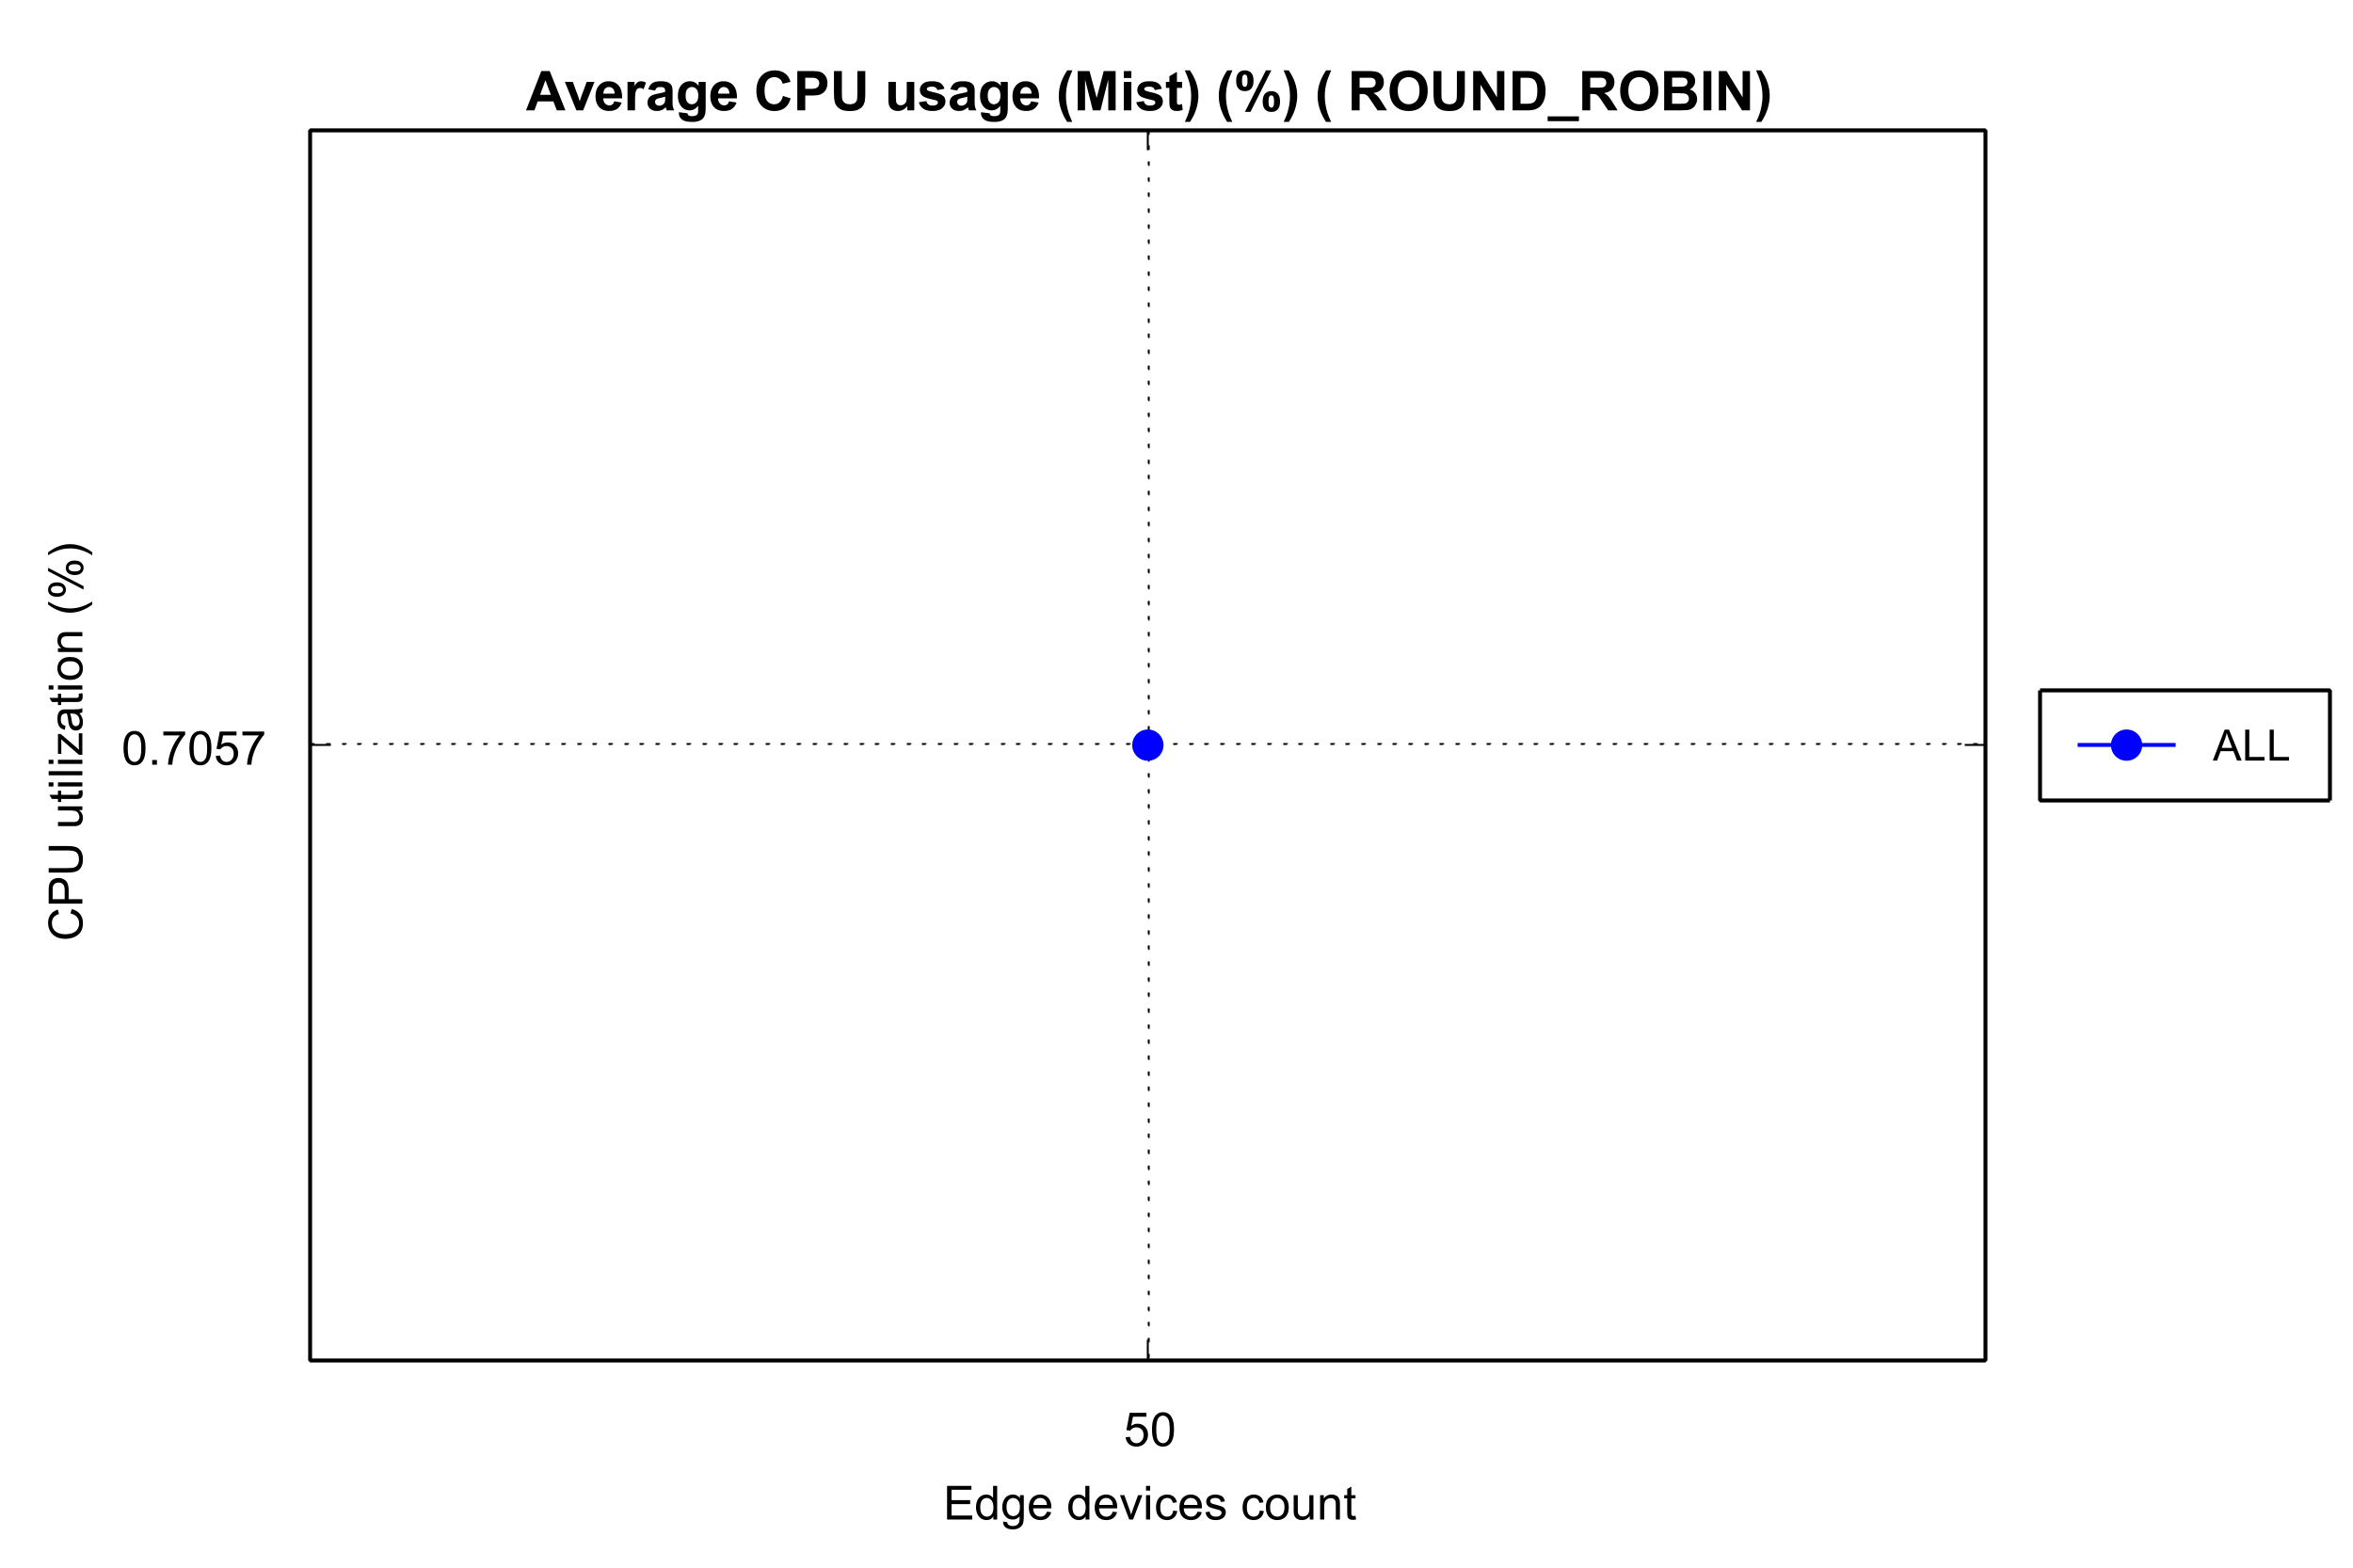 Average CPU usage (Mist) (%) ( ROUND_ROBIN)
CPU utilization (%)
0.7057
ALL
50
Edge devices count